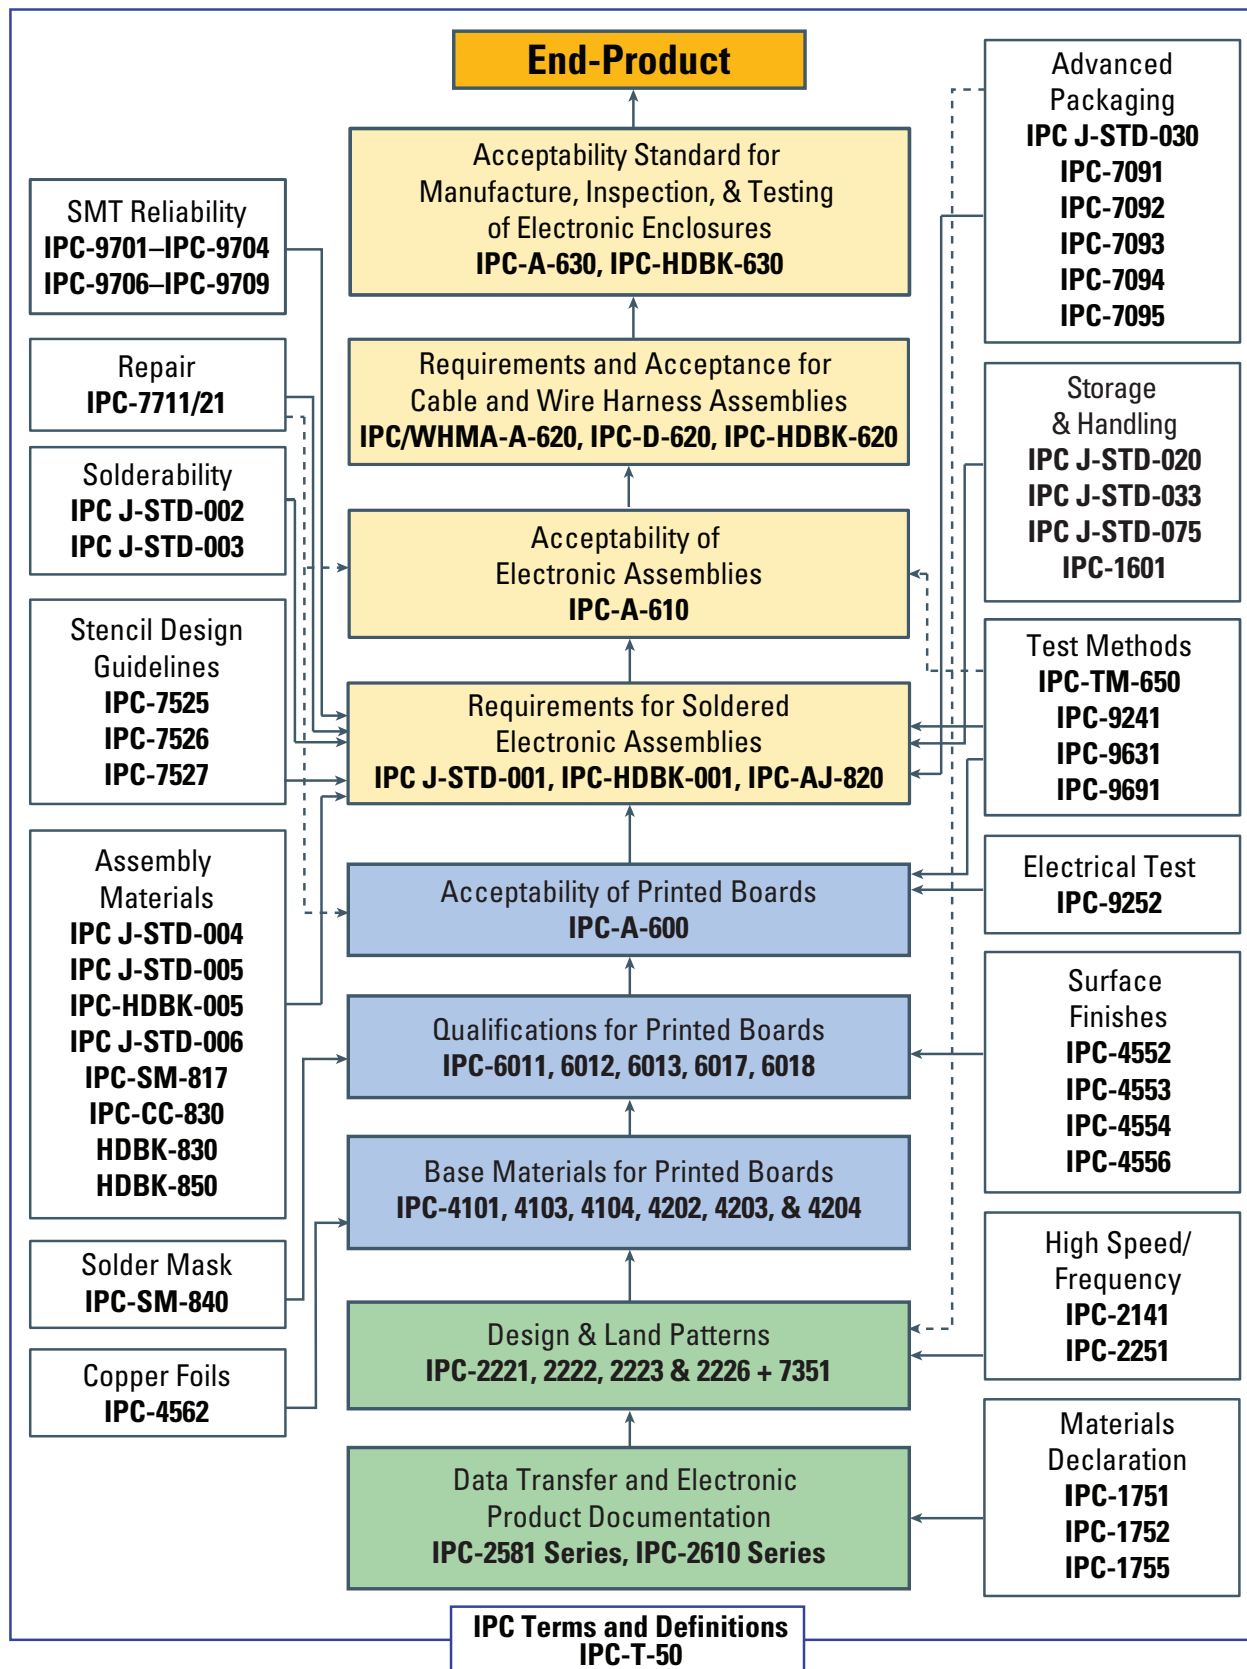 End-Product
Acceptability Standard for
Manufacture, Inspection, & Testing
of Electronic Enclosures
IPC-A-630, IPC-HDBK-630
Requirements and Acceptance for
Cable and Wire Harness Assemblies
IPC/WHMA-A-620, IPC-D-620, IPC-HDBK-620
Acceptability of
Electronic Assemblies
IPC-A-610
Requirements for Soldered
Electronic Assemblies
IPC J-STD-001, IPC-HDBK-001, IPC-AJ-820
Acceptability of Printed Boards
IPC-A-600
Qualifications for Printed Boards
IPC-6011, 6012, 6013, 6017, 6018
Base Materials for Printed Boards
IPC-4101, 4103, 4104, 4202, 4203, & 4204
Design & Land Patterns
IPC-2221, 2222, 2223 & 2226 + 7351
Data Transfer and Electronic
Product Documentation
IPC-2581 Series, IPC-2610 Series
SMT Reliability
IPC-9701–IPC-9704
IPC-9706–IPC-9709
Repair
IPC-7711/21
Solderability
IPC J-STD-002
IPC J-STD-003
Stencil Design
Guidelines
IPC-7525
IPC-7526
IPC-7527
Assembly
Materials
IPC J-STD-004
IPC J-STD-005
IPC-HDBK-005
IPC J-STD-006
IPC-SM-817
IPC-CC-830
HDBK-830
HDBK-850
Solder Mask
IPC-SM-840
Copper Foils
IPC-4562
Advanced
Packaging
IPC J-STD-030
IPC-7091
IPC-7092
IPC-7093
IPC-7094
IPC-7095
Storage
& Handling
IPC J-STD-020
IPC J-STD-033
IPC J-STD-075
IPC-1601
Test Methods
IPC-TM-650
IPC-9241
IPC-9631
IPC-9691
Electrical Test
IPC-9252
Surface
Finishes
IPC-4552
IPC-4553
IPC-4554
IPC-4556
High Speed/
Frequency
IPC-2141
IPC-2251
Materials
Declaration
IPC-1751
IPC-1752
IPC-1755
IPC Terms and Definitions
IPC-T-50